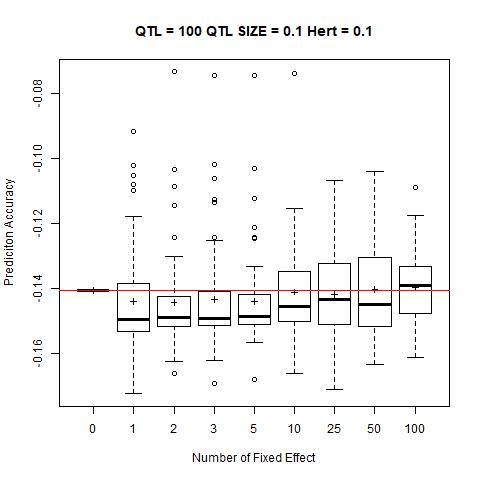 QTL = 100 QTL SIZE = 0.1 Hert = 0.1
Prediciton Accuracy
-0.08
-0.10
-0.12
-0.14
-0.16
0 1 2 3 5 10 25 50 100
Number of Fixed Effect